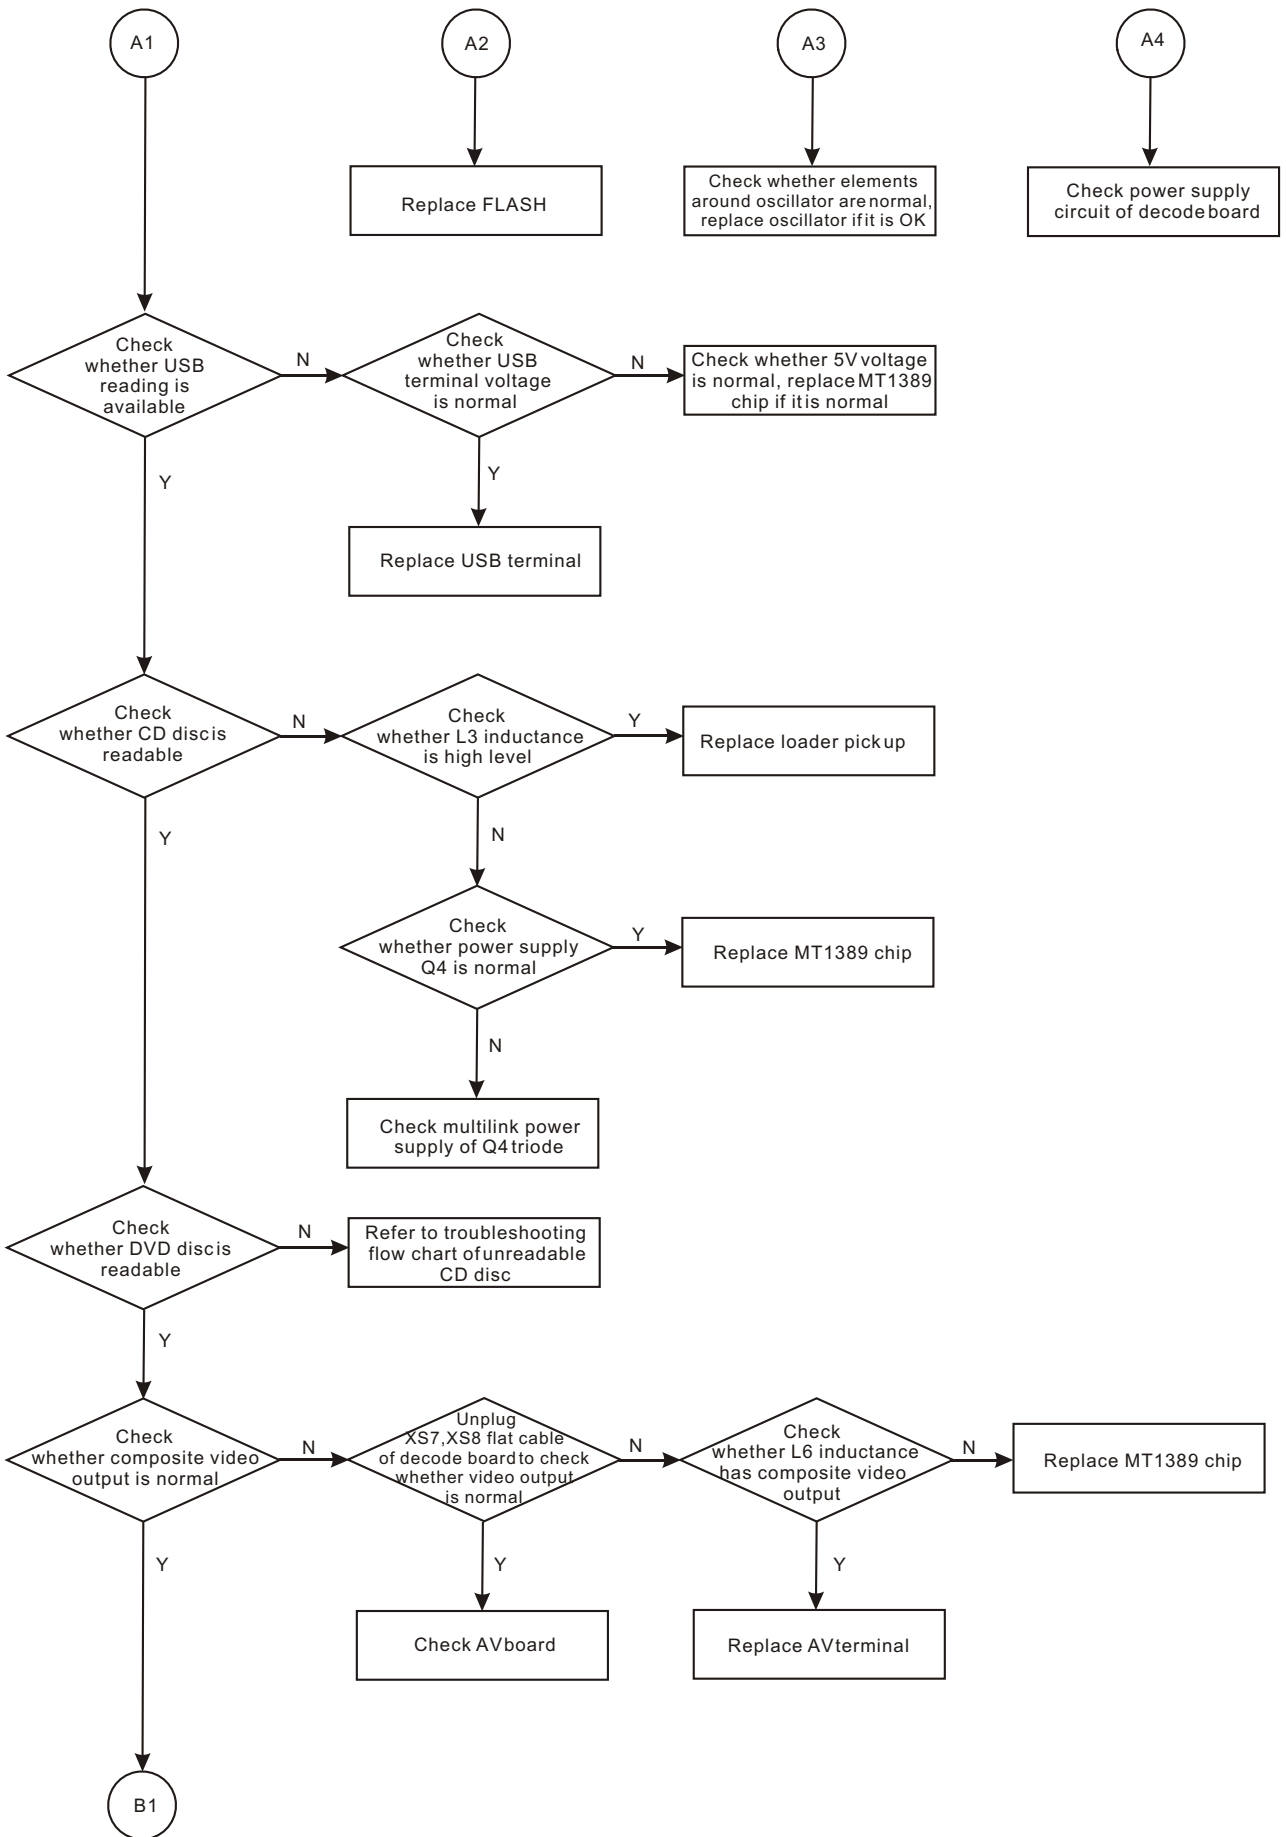 A1
A2
A3
A4
Replace FLASH
Check whether elements
around oscillator are normal,
replace oscillator if it is OK
Check power supply
circuit of decode board
Check
whether USB
reading is
available
N
Check
whether USB
terminal voltage
is normal
N
Check whether 5V voltage
is normal, replace MT1389
chip if it is normal
Y
Y
Replace USB terminal
Check
whether CD disc is
readable
N
Check
whether L3 inductance
is high level
Y
Replace loader pick up
Y
N
Check
whether power supply
Q4 is normal
Y
Replace MT1389 chip
N
Check multilink power
supply of Q4 triode
Check
whether DVD disc is
readable
N
Refer to troubleshooting
flow chart of unreadable
CD disc
Y
Check
whether composite video
output is normal
N
Unplug
XS7,XS8 flat cable
of decode board to check
whether video output
is normal
N
Check
whether L6 inductance
has composite video
output
N
Replace MT1389 chip
Y
Y
Y
Check AV board
Replace AV terminal
B1